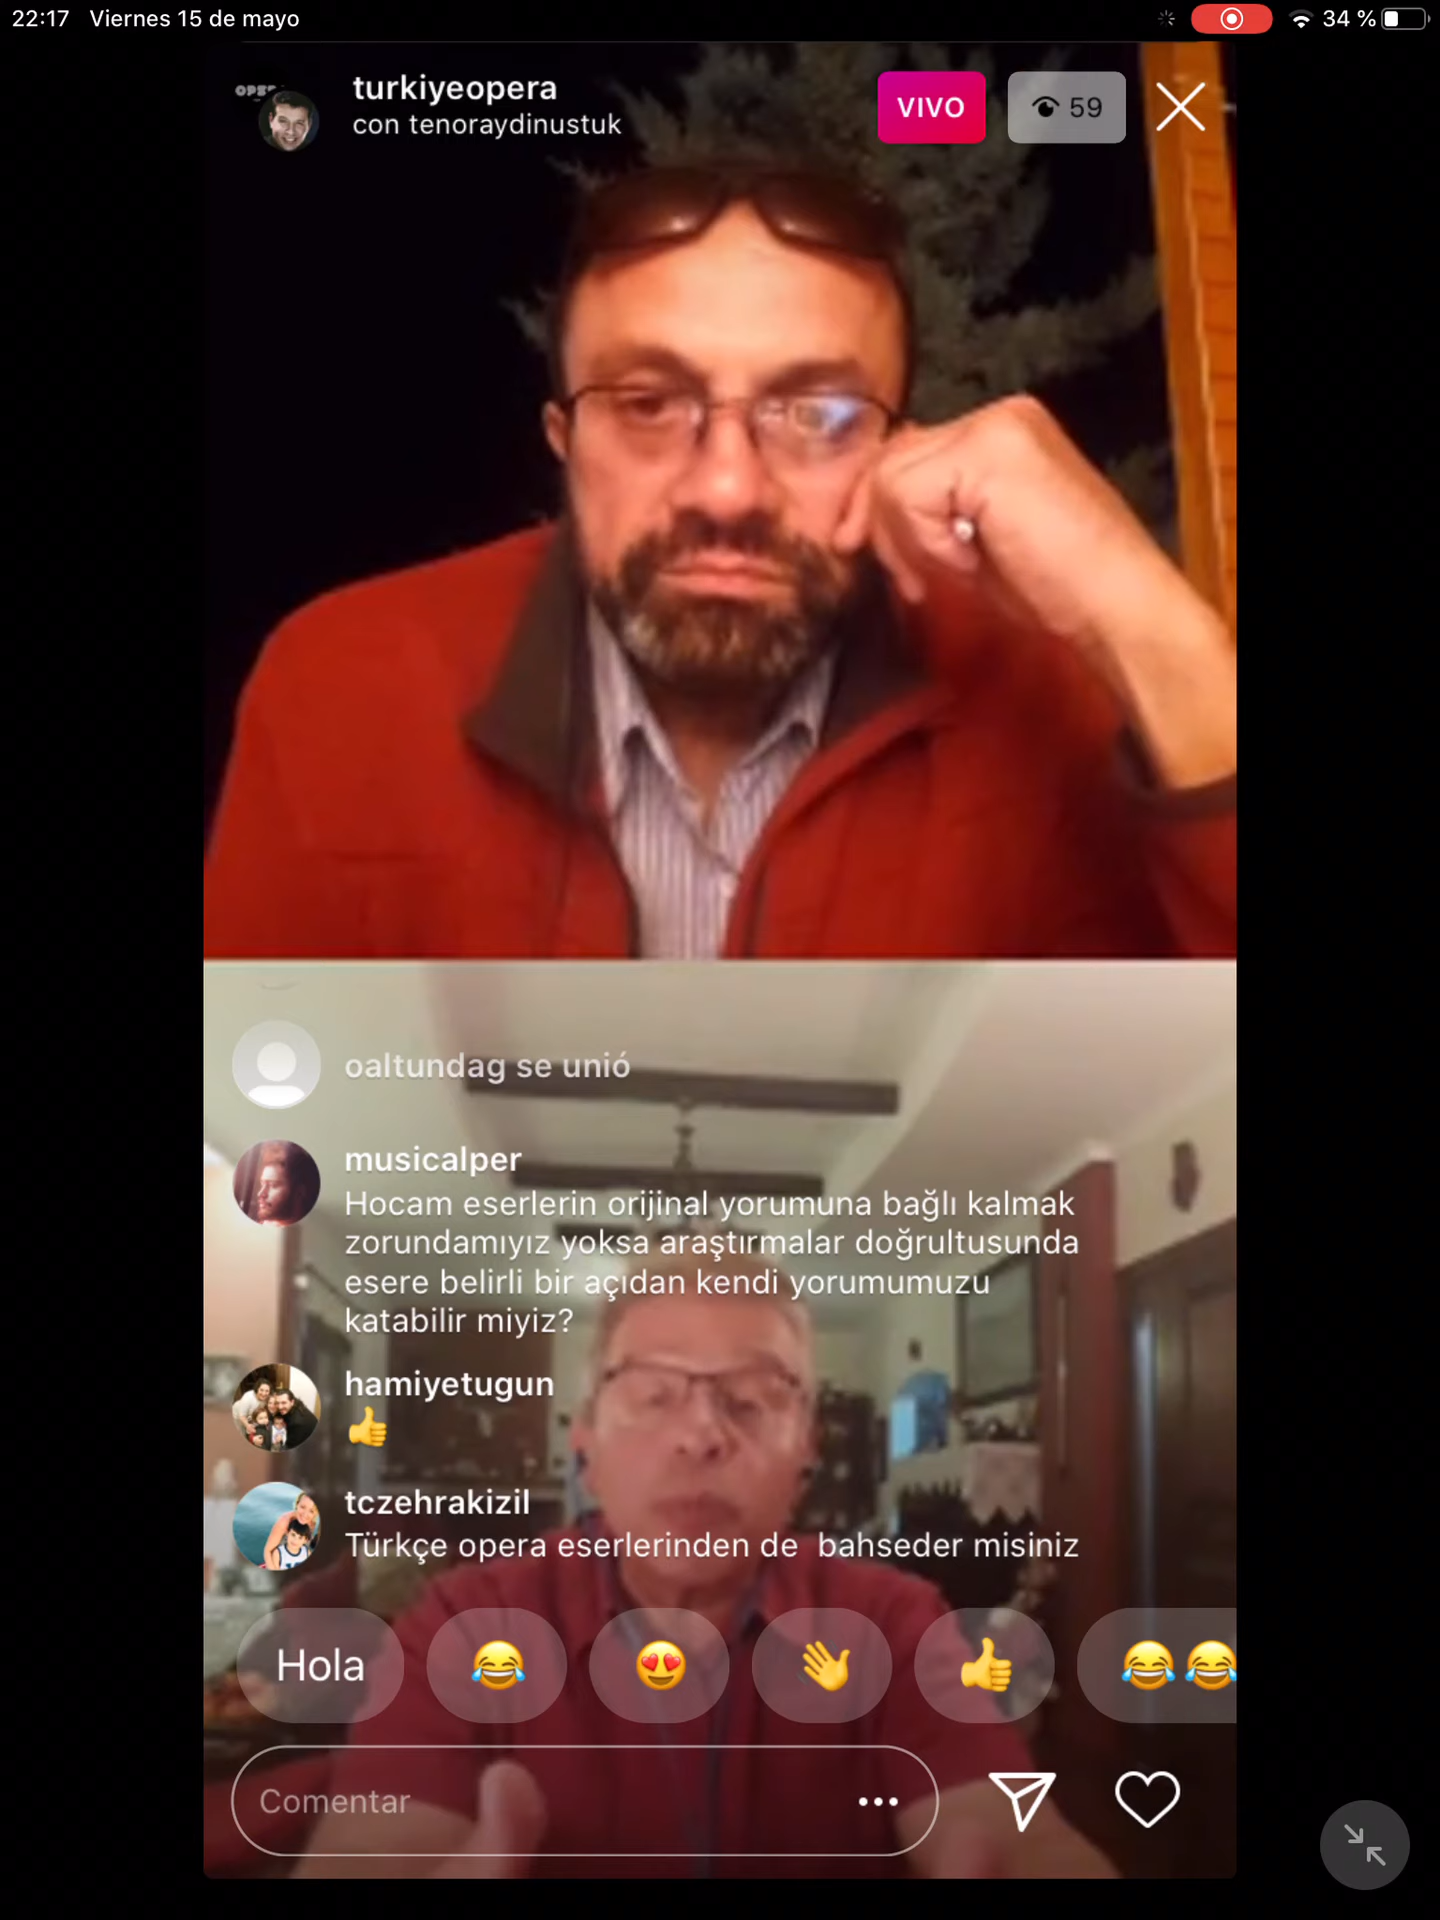 22:17 Viernes 15 de mayo
34 %
turkiyeopera
con tenoraydinustuk
VIVO
59
oaltundag se unió
musicalper
Hocam eserlerin orijinal yorumuna bağlı kalmak
zorundamıyız yoksa araştırmalar doğrultusunda
esere belirli bir açıdan kendi yorumumuzu
katabilir miyiz?
hamiyetugun
👍
tczehrakizil
Türkçe opera eserlerinden de  bahseder misiniz
Hola 😂 😍 👋 👍 😂😂
Comentar